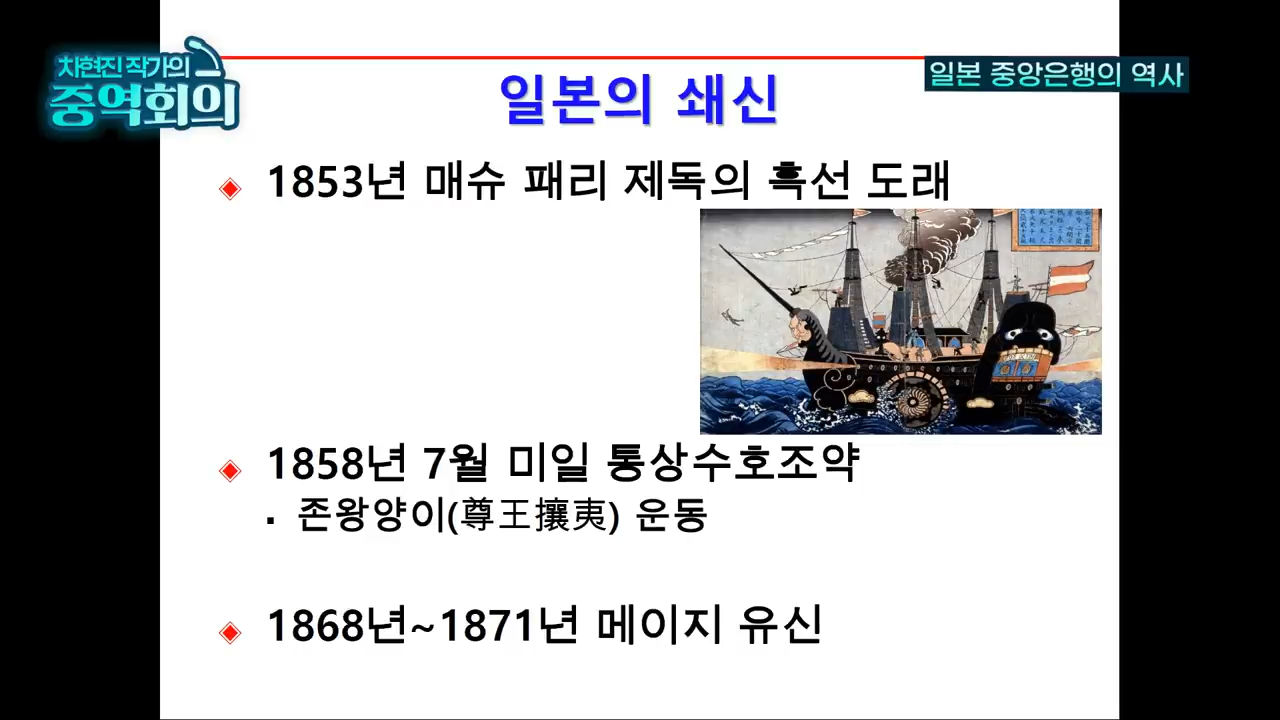 차현진 작가의
중역회의
일본 중앙은행의 역사
일본의 쇄신
1853년 매슈 패리 제독의 흑선 도래
1858년 7월 미일 통상수호조약
존왕양이(尊王攘夷) 운동
1868년~1871년 메이지 유신